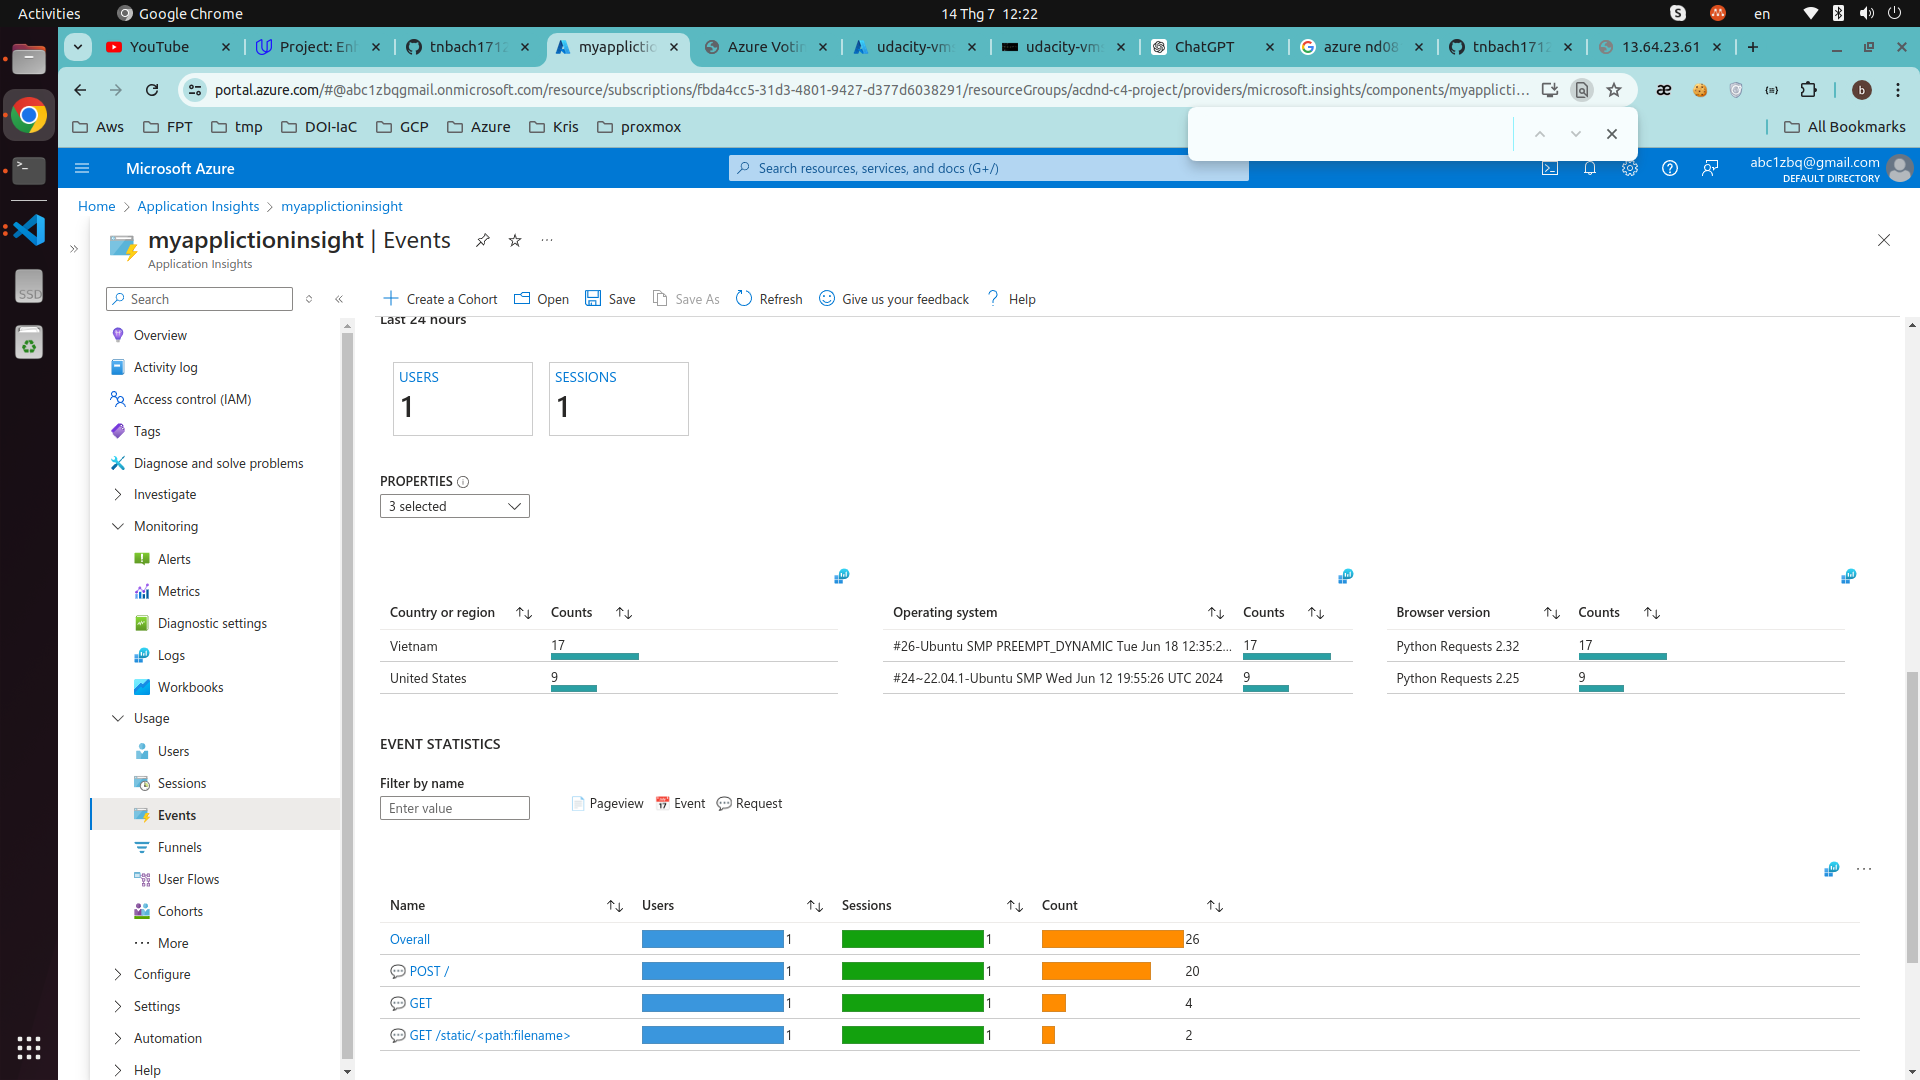 Activities
Google Chrome
14 Thg 7 12:22
en
YouTube
Project: Enh
tnbach1712
myapplictio
Azure Votin
udacity-vms
udacity-vms
ChatGPT
azure nd08
tnbach1712
13.64.23.61
portal.azure.com/#@abc1zbqgmail.onmicrosoft.com/resource/subscriptions/fbda4cc5-31d3-4801-9427-d377d6038291/resourceGroups/acdnd-c4-project/providers/microsoft.insights/components/myapplicti...
b
Aws
FPT
tmp
DOI-IaC
GCP
Azure
Kris
proxmox
All Bookmarks
Microsoft Azure
Search resources, services, and docs (G+/)
abc1zbq@gmail.com
DEFAULT DIRECTORY
Home
Application Insights
myapplictioninsight
myapplictioninsight | Events
Application Insights
Search
Create a Cohort
Open
Save
Save As
Refresh
Give us your feedback
Help
Overview
Activity log
Access control (IAM)
Tags
Diagnose and solve problems
Investigate
Monitoring
Alerts
Metrics
Diagnostic settings
Logs
Workbooks
Usage
Users
Sessions
Events
Funnels
User Flows
Cohorts
More
Configure
Settings
Automation
Help
Last 24 hours
USERS
1
SESSIONS
1
PROPERTIES
3 selected
Country or region Counts
Vietnam 17
United States 9
Operating system Counts
#26-Ubuntu SMP PREEMPT_DYNAMIC Tue Jun 18 12:35:2... 17
#24~22.04.1-Ubuntu SMP Wed Jun 12 19:55:26 UTC 2024 9
Browser version Counts
Python Requests 2.32 17
Python Requests 2.25 9
EVENT STATISTICS
Filter by name
Enter value
Pageview
Event
Request
Name Users Sessions Count
Overall 1 1 26
POST / 1 1 20
GET 1 1 4
GET /static/<path:filename> 1 1 2
SSD